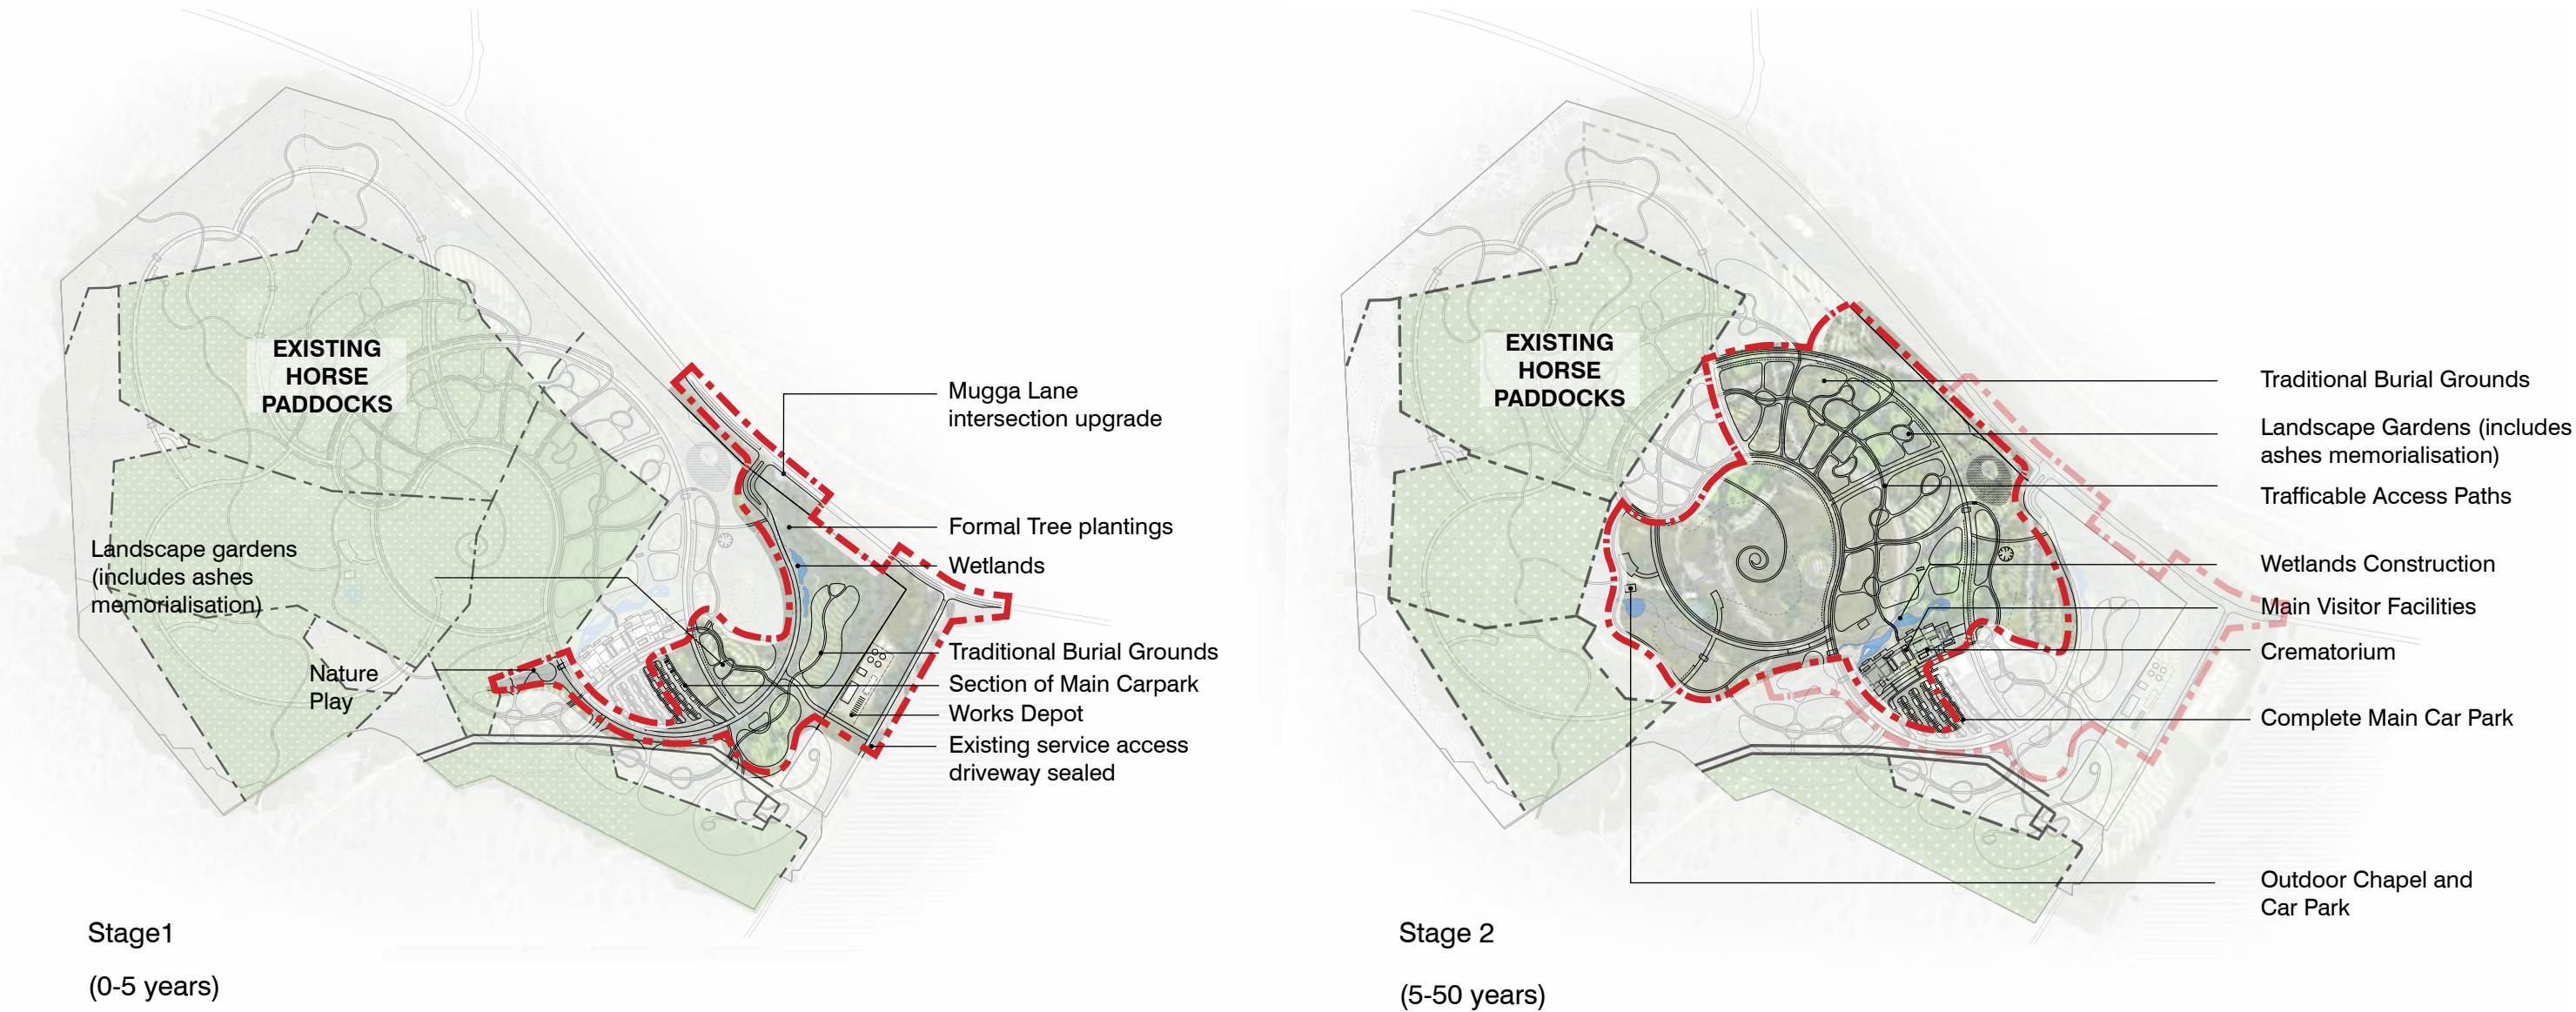 EXISTING
HORSE
PADDOCKS
Mugga Lane
intersection upgrade
Formal Tree plantings
Wetlands
Landscape gardens
(includes ashes
memorialisation)
Nature
Play
Traditional Burial Grounds
Section of Main Carpark
Works Depot
Existing service access
driveway sealed
Stage1
(0-5 years)
EXISTING
HORSE
PADDOCKS
Traditional Burial Grounds
Landscape Gardens (includes
ashes memorialisation)
Trafficable Access Paths
Wetlands Construction
Main Visitor Facilities
Crematorium
Complete Main Car Park
Outdoor Chapel and
Car Park
Stage 2
(5-50 years)